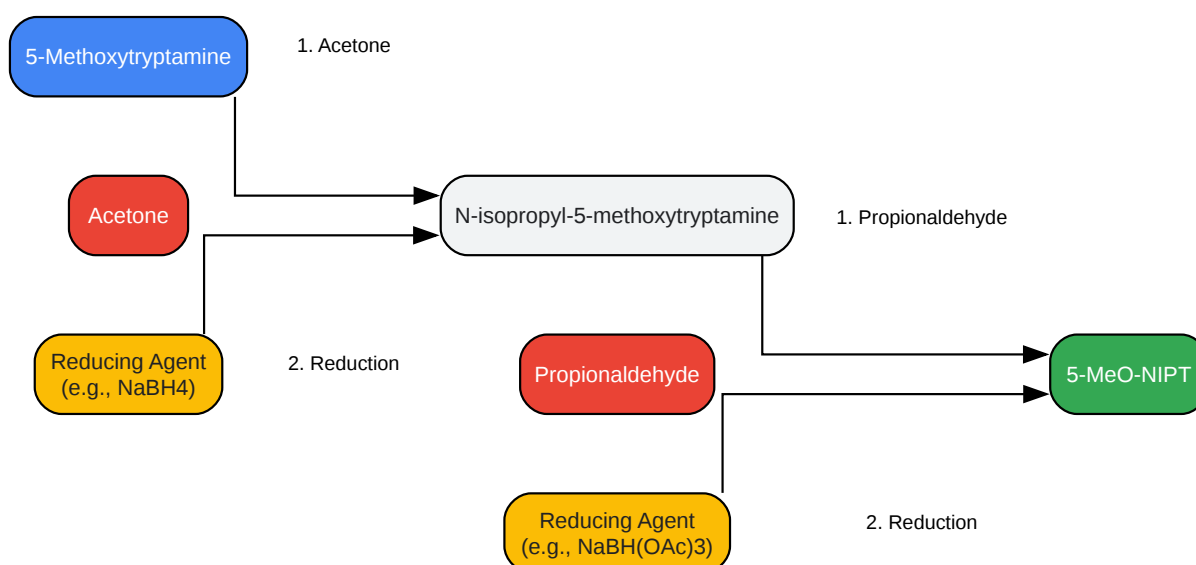 5-Methoxytryptamine
1. Acetone
Acetone
N-isopropyl-5-methoxytryptamine
1. Propionaldehyde
Reducing Agent
(e.g., NaBH4)
2. Reduction
Propionaldehyde
5-MeO-NIPT
Reducing Agent
(e.g., NaBH(OAc)3)
2. Reduction